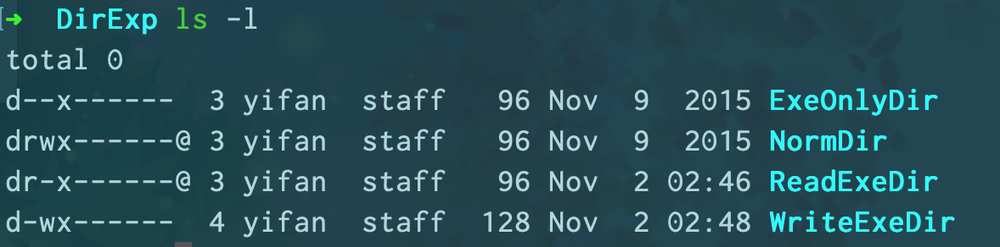 ➜  DirExp ls -l
total 0
d--x------  3 yifan  staff   96 Nov  9  2015 ExeOnlyDir
drwx------@ 3 yifan  staff   96 Nov  9  2015 NormDir
dr-x------@ 3 yifan  staff   96 Nov  2 02:46 ReadExeDir
d-wx------  4 yifan  staff  128 Nov  2 02:48 WriteExeDir